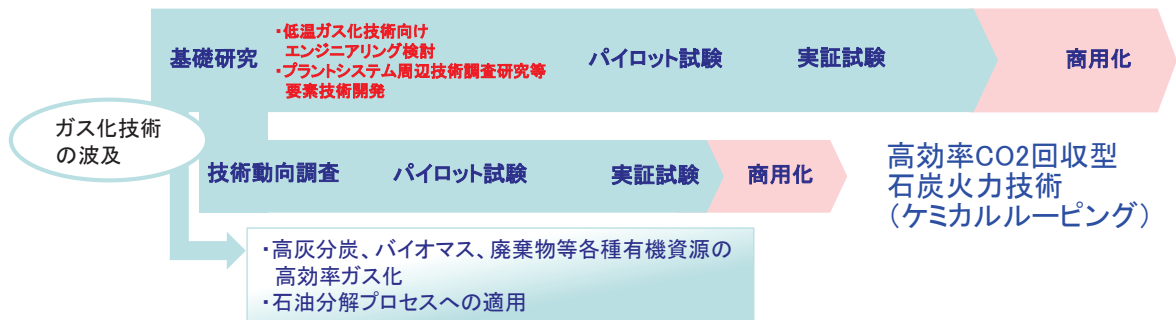 基礎研究
・低温ガス化技術向け
エンジニアリング検討
・プラントシステム周辺技術調査研究等
要素技術開発
パイロット試験
実証試験
商用化
ガス化技術
の波及
技術動向調査
パイロット試験
実証試験
商用化
高効率CO2回収型
石炭火力技術
(ケミカルルーピング)
・高灰分炭、バイオマス、廃棄物等各種有機資源の
高効率ガス化
・石油分解プロセスへの適用